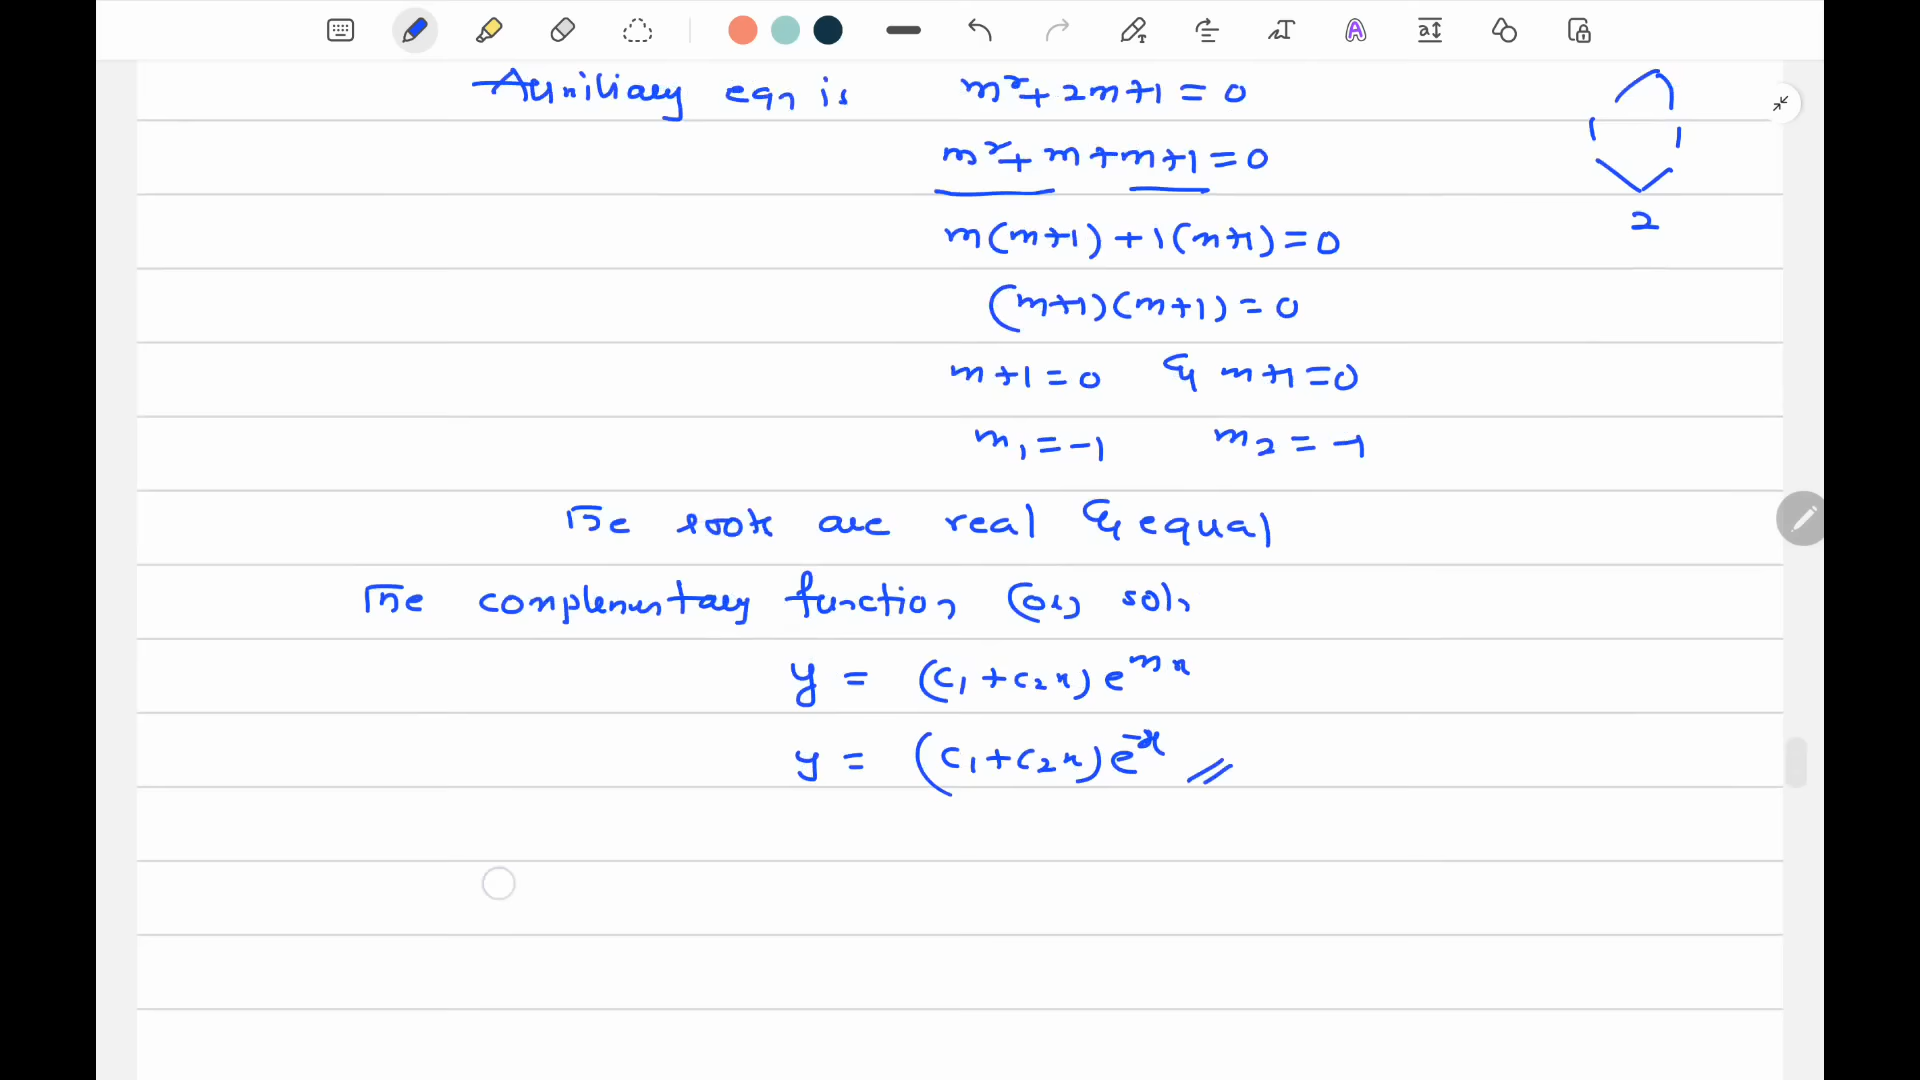 Auxiliary eqn is m²+2m+1=0
m²+m+m+1=0
m(m+1)+1(m+1)=0
2
(m+1)(m+1)=0
m+1=0 & m+1=0
m₁=-1 m₂=-1
The roots are real & equal
The complementary function (or) soln
y = (c₁+c₂x)e^mx
y = (c₁+c₂x)e^-x